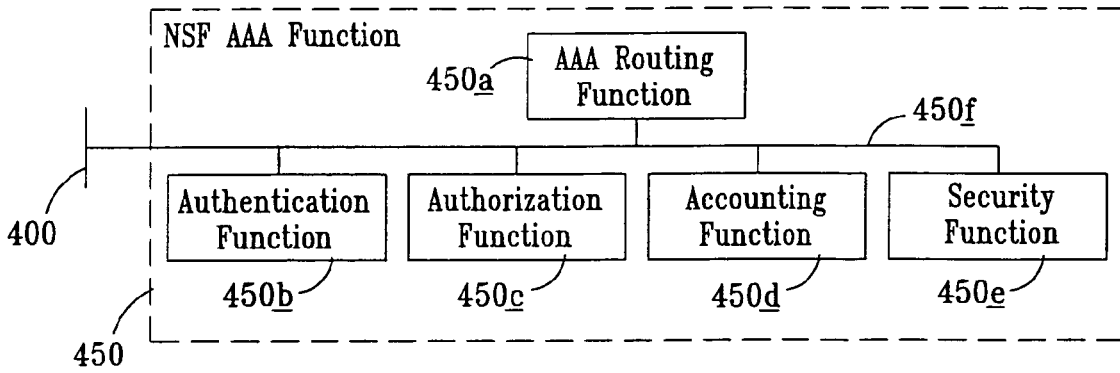 NSF AAA Function
AAA Routing
Function
450a
450f
400
Authentication
Function
Authorization
Function
Accounting
Function
Security
Function
450b
450c
450d
450e
450